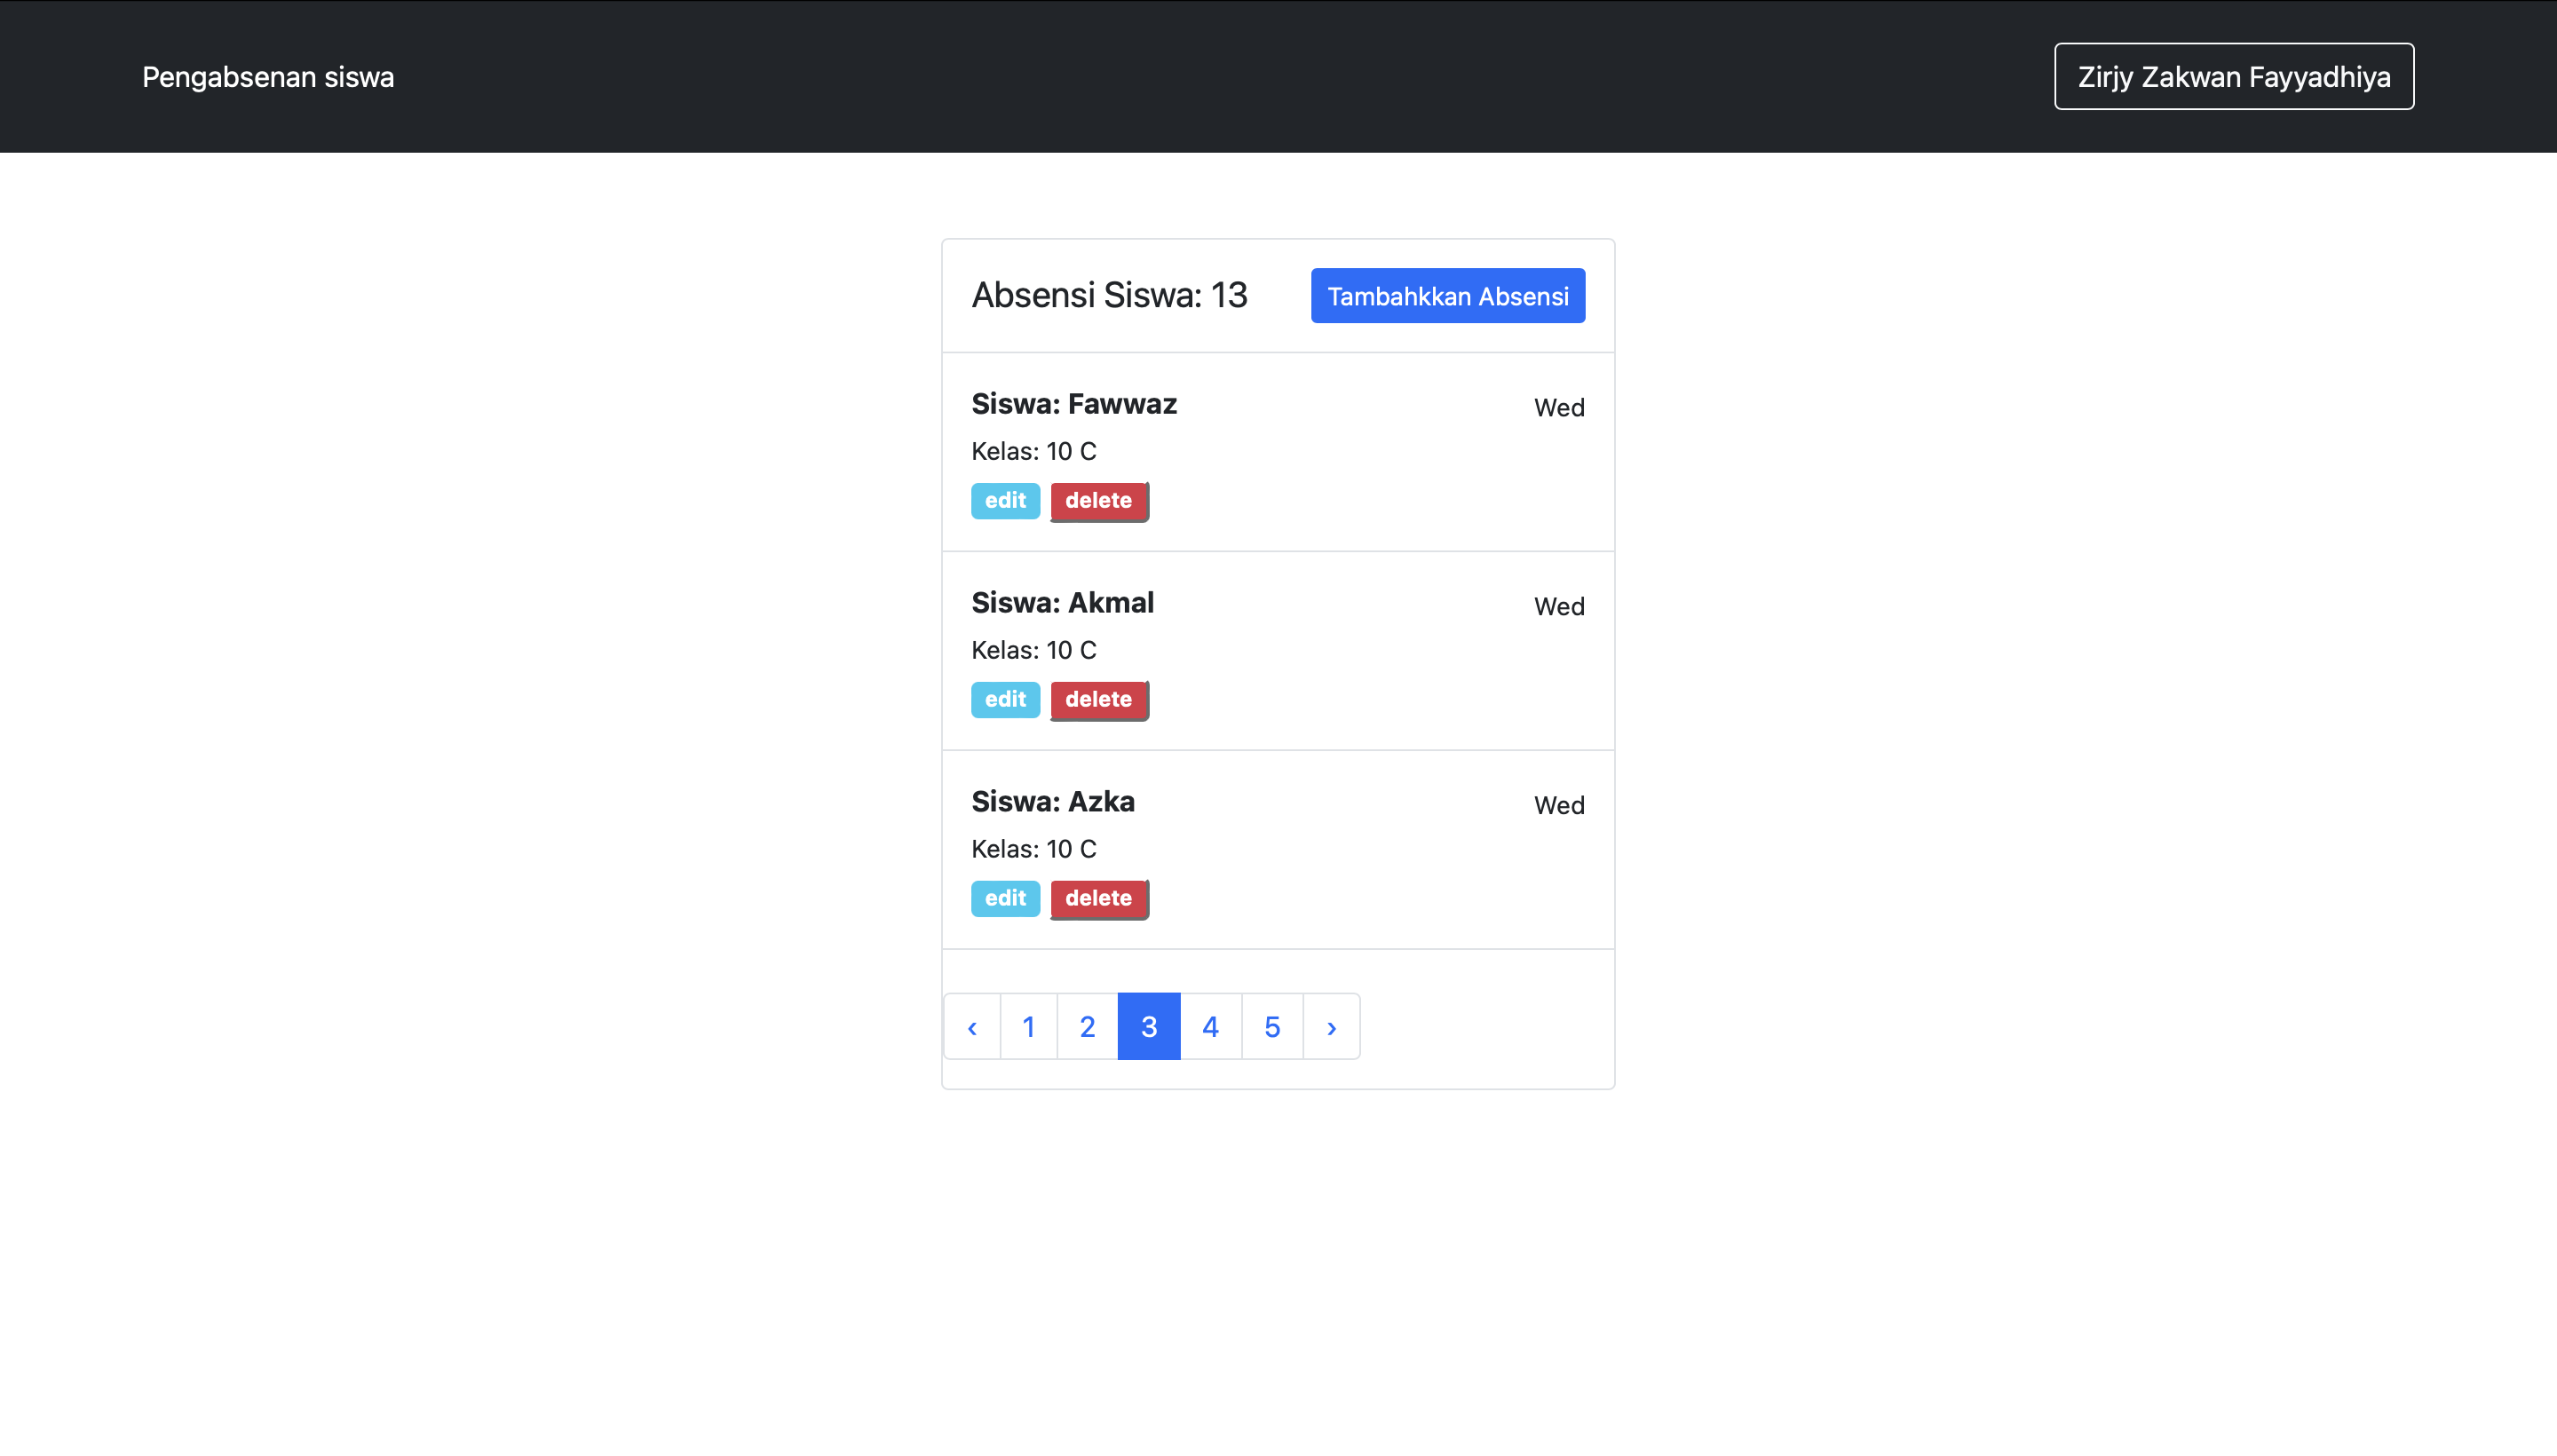 Pengabsenan siswa
Zirjy Zakwan Fayyadhiya
Absensi Siswa: 13
Tambahkkan Absensi
Siswa: Fawwaz
Wed
Kelas: 10 C
edit delete
Siswa: Akmal
Wed
Kelas: 10 C
edit delete
Siswa: Azka
Wed
Kelas: 10 C
edit delete
‹ 1 2 3 4 5 ›